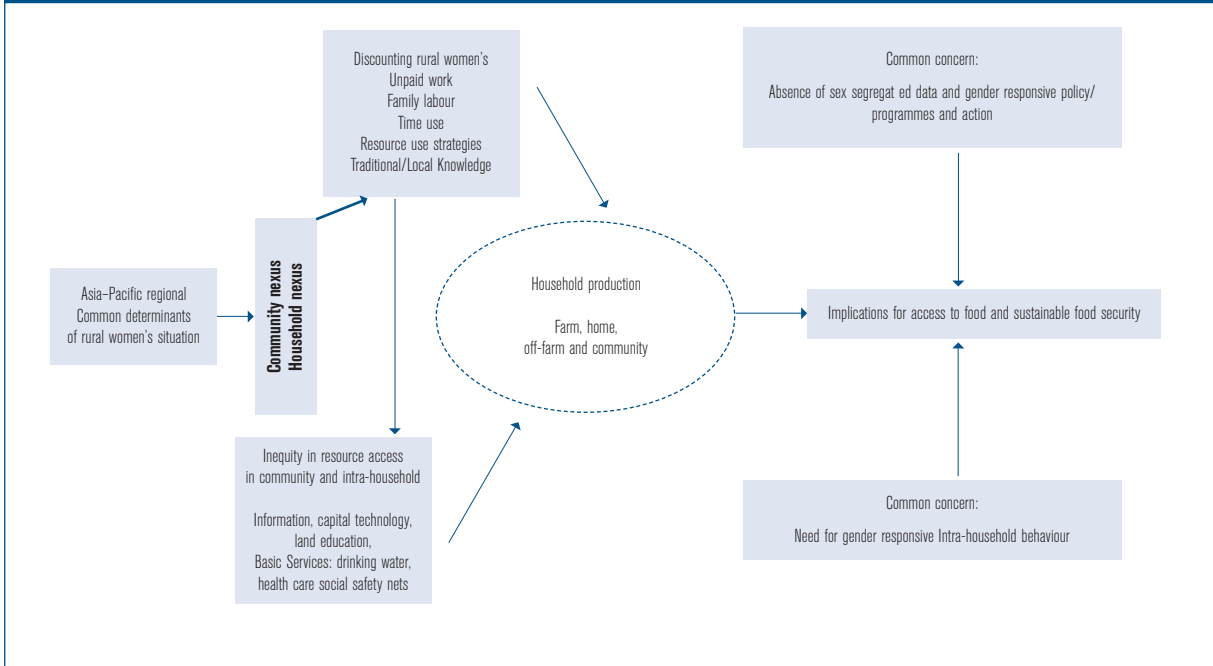 Asia–Pacific regional
Common determinants
of rural women's situation
Community nexus
Household nexus
Discounting rural women's
Unpaid work
Family labour
Time use
Resource use strategies
Traditional/Local Knowledge
Inequity in resource access
in community and intra-household
Information, capital technology,
land education,
Basic Services: drinking water,
health care social safety nets
Household production
Farm, home,
off-farm and community
Common concern:
Absence of sex segregat ed data and gender responsive policy/
programmes and action
Implications for access to food and sustainable food security
Common concern:
Need for gender responsive Intra-household behaviour